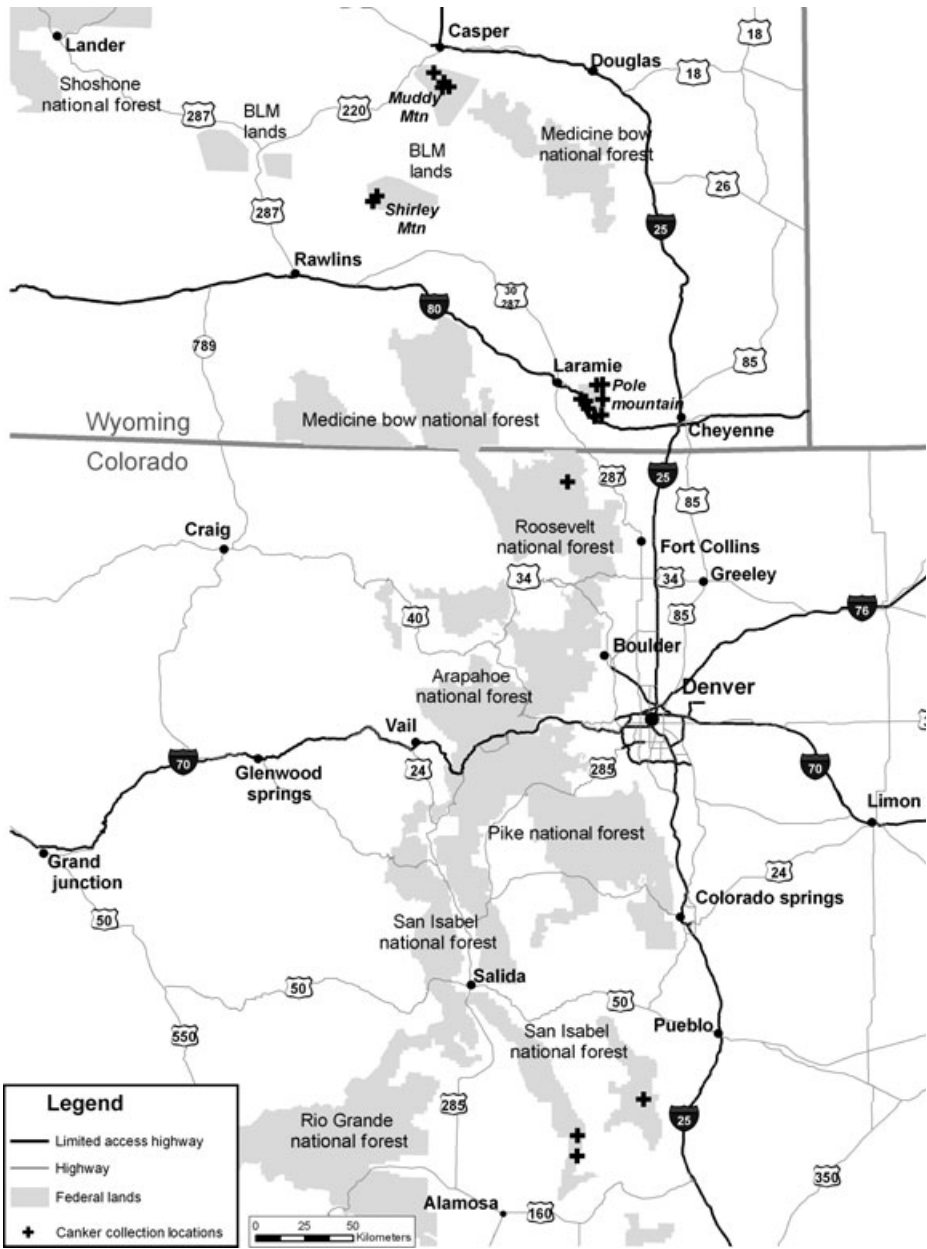 Casper
18
Lander
Douglas
Shoshone
national forest
18
Muddy
Mtn
287
220
BLM
lands
Medicine bow
national forest
BLM
lands
26
Shirley
Mtn
287
25
Rawlins
30
287
80
789
85
Laramie
Pole
mountain
Medicine bow national forest
Cheyenne
Wyoming
Colorado
287
25
85
Craig
Roosevelt
national forest
Fort Collins
34
34
Greeley
40
85
76
Boulder
Arapahoe
national forest
Denver
Vail
70
Glenwood
springs
24
285
70
Limon
Pike national forest
Grand
junction
24
50
Colorado springs
San Isabel
national forest
Salida
50
50
550
San Isabel
national forest
Pueblo
285
25
Rio Grande
national forest
350
Alamosa
160
Legend
Limited access highway
Highway
Federal lands
Canker collection locations
0 25 50
Kilometers